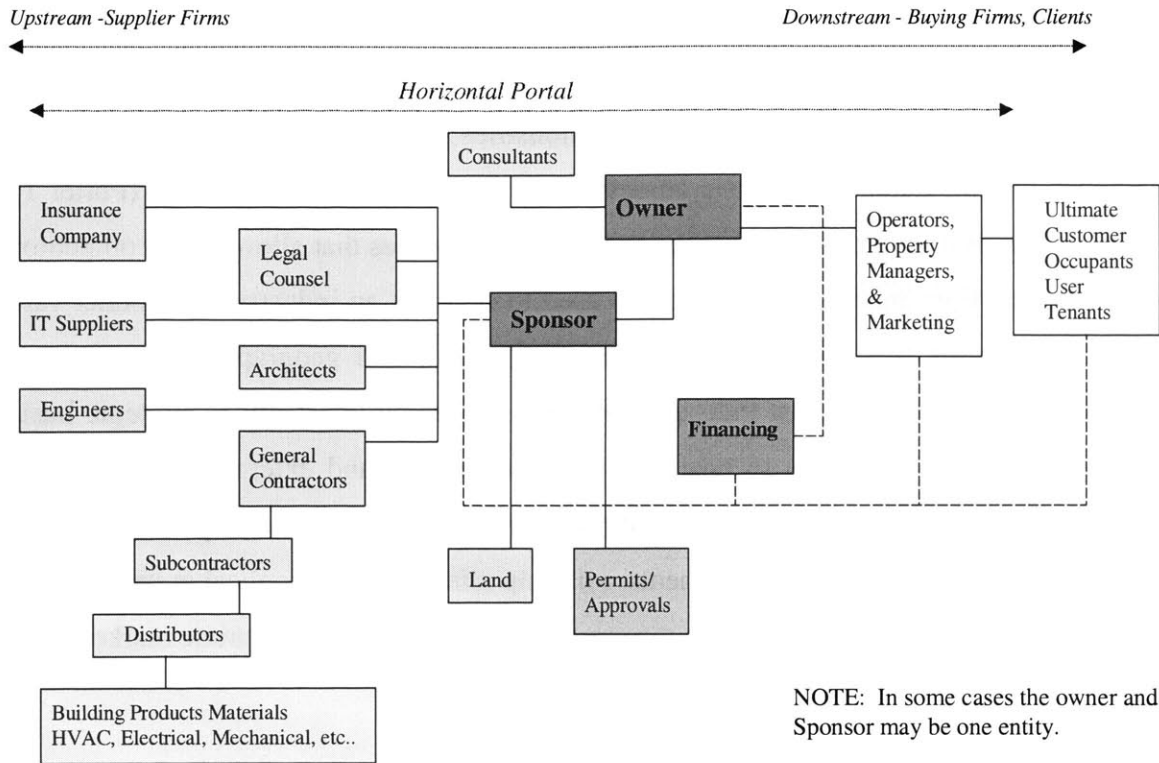 Upstream -Supplier Firms
Downstream - Buying Firms, Clients
Horizontal Portal
Consultants
Insurance
Company
Owner
Operators,
Property
Managers,
&
Marketing
Ultimate
Customer
Occupants
User
Tenants
Legal
Counsel
IT Suppliers
Sponsor
Architects
Engineers
Financing
General
Contractors
Subcontractors
Land
Permits/
Approvals
Distributors
Building Products Materials
HVAC, Electrical, Mechanical, etc..
NOTE: In some cases the owner and
Sponsor may be one entity.